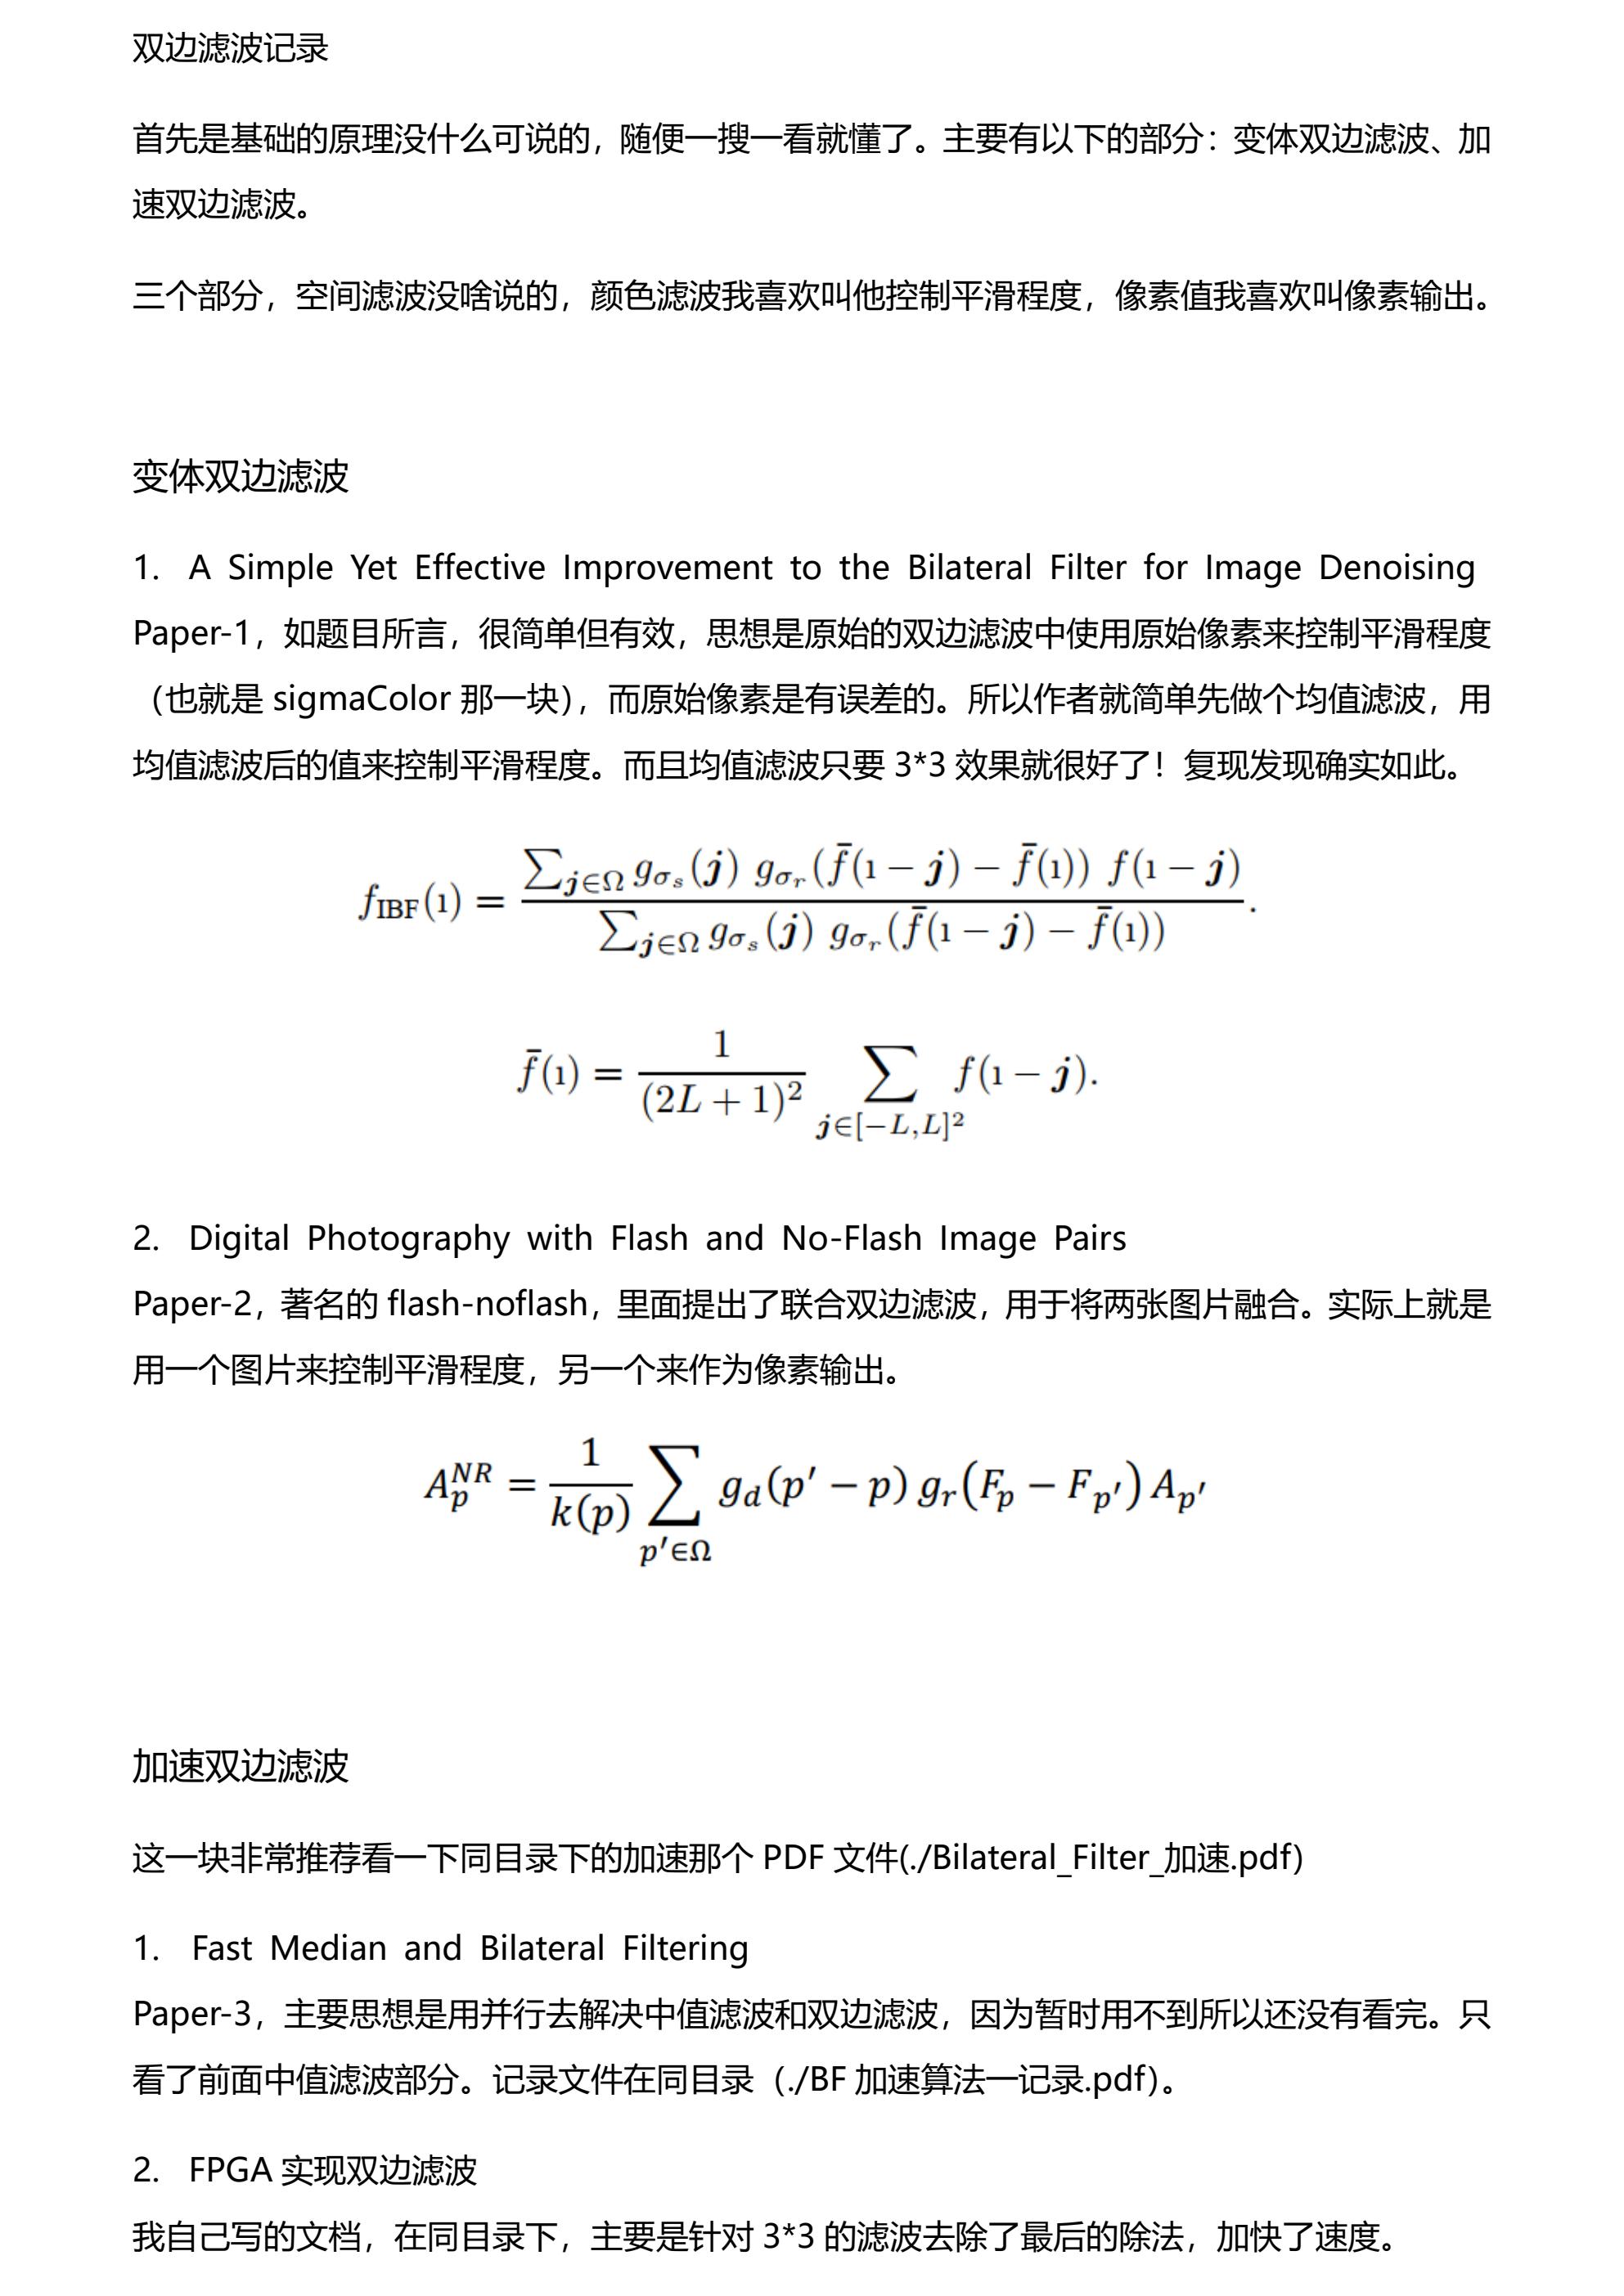 双边滤波记录
首先是基础的原理没什么可说的，随便一搜一看就懂了。主要有以下的部分：变体双边滤波、加
速双边滤波。
三个部分，空间滤波没啥说的，颜色滤波我喜欢叫他控制平滑程度，像素值我喜欢叫像素输出。
变体双边滤波
1. A Simple Yet Effective Improvement to the Bilateral Filter for Image Denoising
Paper-1，如题目所言，很简单但有效，思想是原始的双边滤波中使用原始像素来控制平滑程度
（也就是 sigmaColor 那一块），而原始像素是有误差的。所以作者就简单先做个均值滤波，用
均值滤波后的值来控制平滑程度。而且均值滤波只要 3*3 效果就很好了！复现发现确实如此。
$f_{\text{IBF}}(\imath) = \frac{\sum_{\boldsymbol{j} \in \Omega} g_{\sigma_s}(\boldsymbol{j}) \, g_{\sigma_r}(\bar{f}(\imath - \boldsymbol{j}) - \bar{f}(\imath)) \, f(\imath - \boldsymbol{j})}{\sum_{\boldsymbol{j} \in \Omega} g_{\sigma_s}(\boldsymbol{j}) \, g_{\sigma_r}(\bar{f}(\imath - \boldsymbol{j}) - \bar{f}(\imath))}.$
$\bar{f}(\imath) = \frac{1}{(2L+1)^2} \sum_{\boldsymbol{j} \in [-L,L]^2} f(\imath - \boldsymbol{j}).$
2. Digital Photography with Flash and No-Flash Image Pairs
Paper-2，著名的 flash-noflash，里面提出了联合双边滤波，用于将两张图片融合。实际上就是
用一个图片来控制平滑程度，另一个来作为像素输出。
$A_p^{NR} = \frac{1}{k(p)} \sum_{p' \in \Omega} g_d(p' - p) \, g_r(F_p - F_{p'}) \, A_{p'}$
加速双边滤波
这一块非常推荐看一下同目录下的加速那个 PDF 文件(./Bilateral_Filter_加速.pdf)
1. Fast Median and Bilateral Filtering
Paper-3，主要思想是用并行去解决中值滤波和双边滤波，因为暂时用不到所以还没有看完。只
看了前面中值滤波部分。记录文件在同目录（./BF 加速算法一记录.pdf）。
2. FPGA 实现双边滤波
我自己写的文档，在同目录下，主要是针对 3*3 的滤波去除了最后的除法，加快了速度。